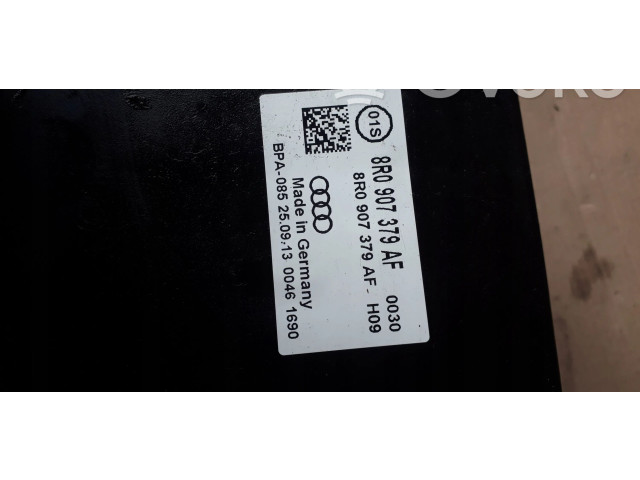 01S
8R0 907 379 AF 0030
8R0 907 379 AF- H09
Made in Germany
BPA-085 25.09.13 0046 1690